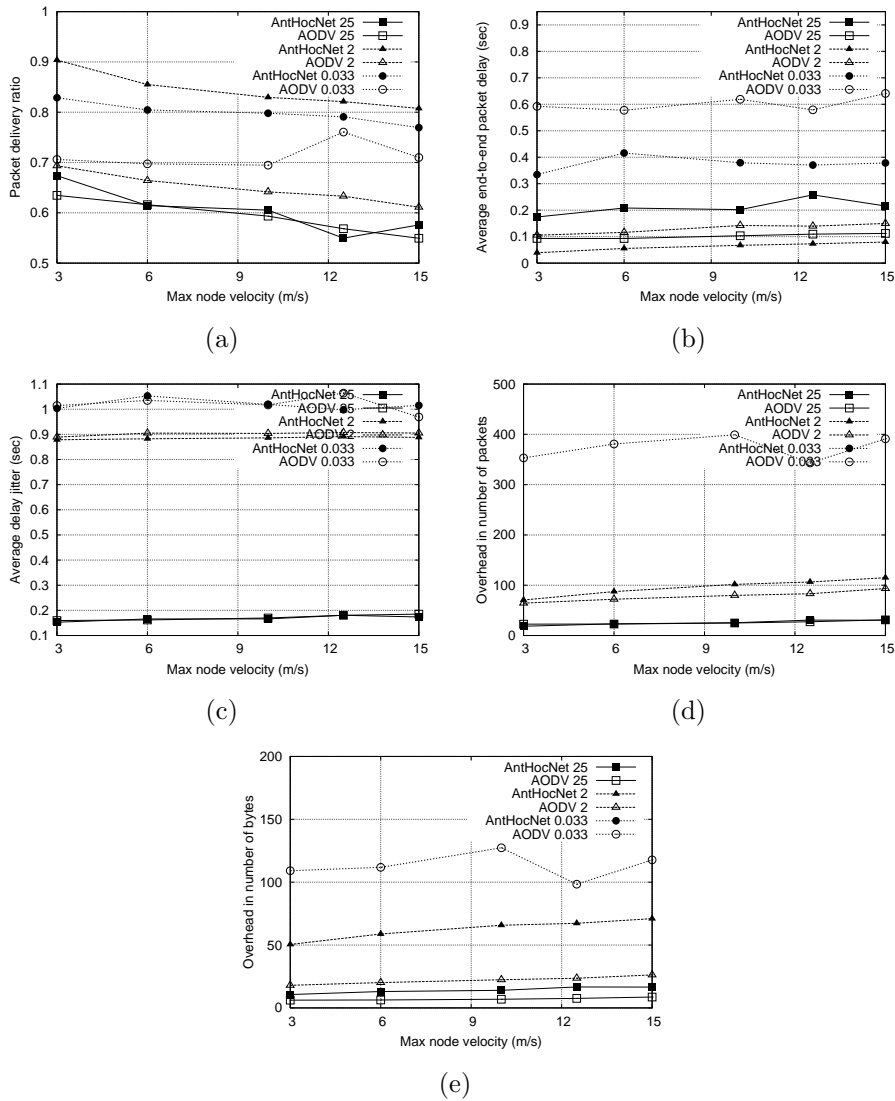 1
0.9
0.8
0.7
0.6
0.5
3
6
9
12
15
Packet delivery ratio
Max node velocity (m/s)
AntHocNet 25
AODV 25
AntHocNet 2
AODV 2
AntHocNet 0.033
AODV 0.033
(a)
0.9
0.8
0.7
0.6
0.5
0.4
0.3
0.2
0.1
0
3
6
9
12
15
Average end-to-end packet delay (sec)
Max node velocity (m/s)
AntHocNet 25
AODV 25
AntHocNet 2
AODV 2
AntHocNet 0.033
AODV 0.033
(b)
1.1
1
0.9
0.8
0.7
0.6
0.5
0.4
0.3
0.2
0.1
3
6
9
12
15
Average delay jitter (sec)
Max node velocity (m/s)
AntHocNet 25
AODV 25
AntHocNet 2
AODV 2
AntHocNet 0.033
AODV 0.033
(c)
500
400
300
200
100
0
3
6
9
12
15
Overhead in number of packets
Max node velocity (m/s)
AntHocNet 25
AODV 25
AntHocNet 2
AODV 2
AntHocNet 0.033
AODV 0.033
(d)
200
150
100
50
0
3
6
9
12
15
Overhead in number of bytes
Max node velocity (m/s)
AntHocNet 25
AODV 25
AntHocNet 2
AODV 2
AntHocNet 0.033
AODV 0.033
(e)